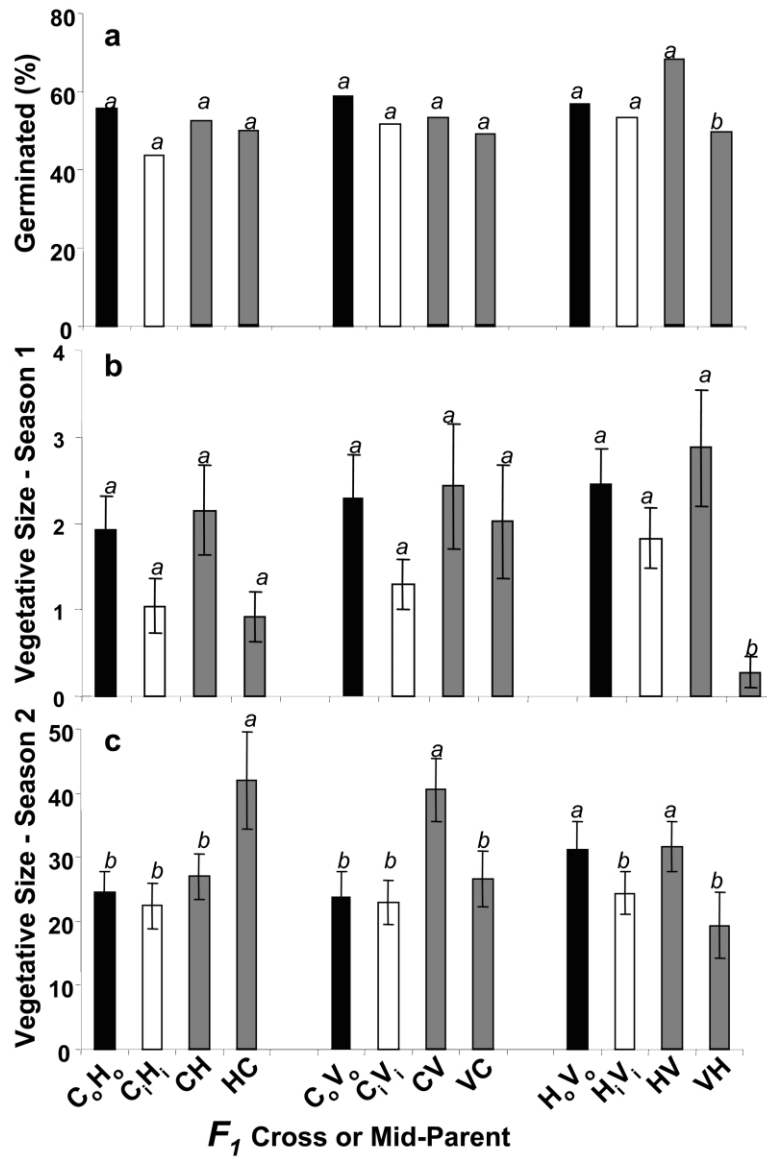 a
Germinated (%)
80
60
40
20
0
a a a a
a a a a
a a a b
b
Vegetative Size - Season 1
4
3
2
1
0
a a a a
a a a a
a a a b
c
Vegetative Size - Season 2
50
40
30
20
10
0
b b b a
b b a b
a b a b
CₒHₒ CᵢHᵢ CH HC
CₒVₒ CᵢVᵢ CV VC
HₒVₒ HᵢVᵢ HV VH
F₁ Cross or Mid-Parent